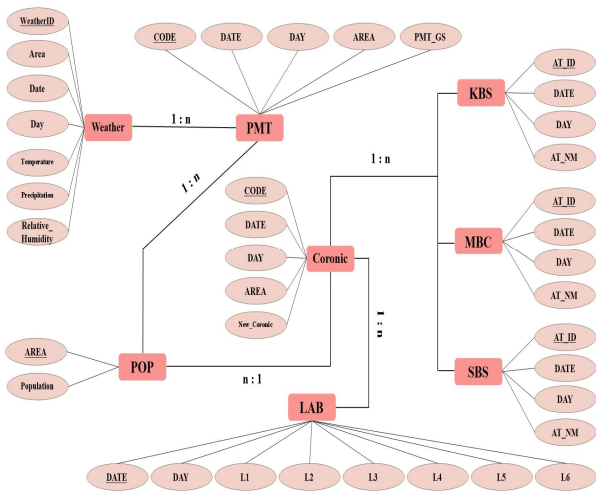 WeatherID
Area
Date
Day
Temperature
Precipitation
Relative_
Humidity
Weather
1 : n
CODE
DATE
DAY
AREA
PMT_GS
PMT
1 : n
CODE
DATE
DAY
AREA
New_Coronic
Coronic
1 : n
AT_ID
DATE
DAY
AT_NM
KBS
AT_ID
DATE
DAY
AT_NM
MBC
AT_ID
DATE
DAY
AT_NM
SBS
1 : n
AREA
Population
POP
n : 1
LAB
DATE
DAY
L1
L2
L3
L4
L5
L6